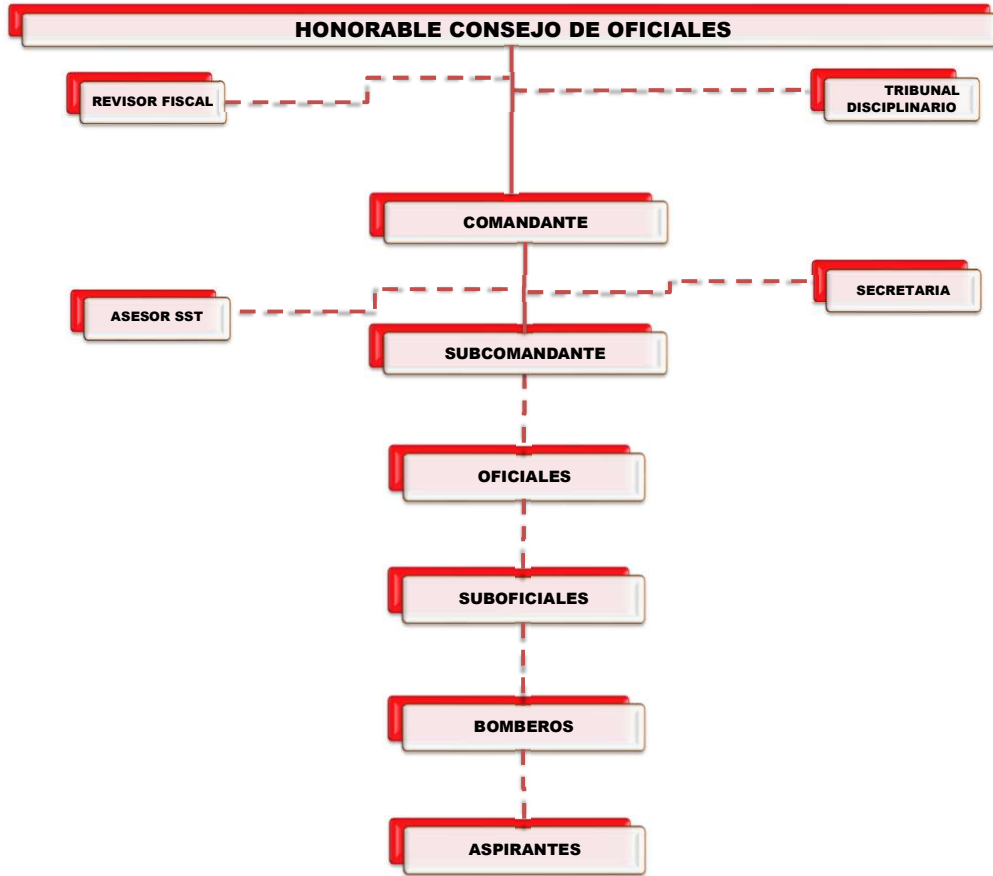 HONORABLE CONSEJO DE OFICIALES
REVISOR FISCAL
TRIBUNAL
DISCIPLINARIO
COMANDANTE
ASESOR SST
SECRETARIA
SUBCOMANDANTE
OFICIALES
SUBOFICIALES
BOMBEROS
ASPIRANTES